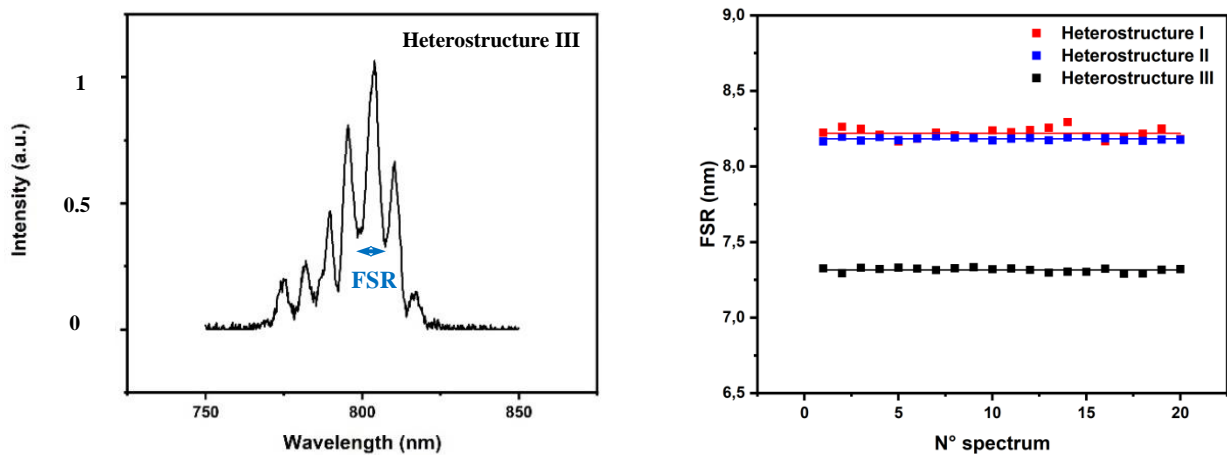 Heterostructure III
Intensity (a.u.)
1
0.5
0
FSR
750
800
850
Wavelength (nm)
FSR (nm)
9,0
8,5
8,0
7,5
7,0
6,5
Heterostructure I
Heterostructure II
Heterostructure III
0
5
10
15
20
N° spectrum